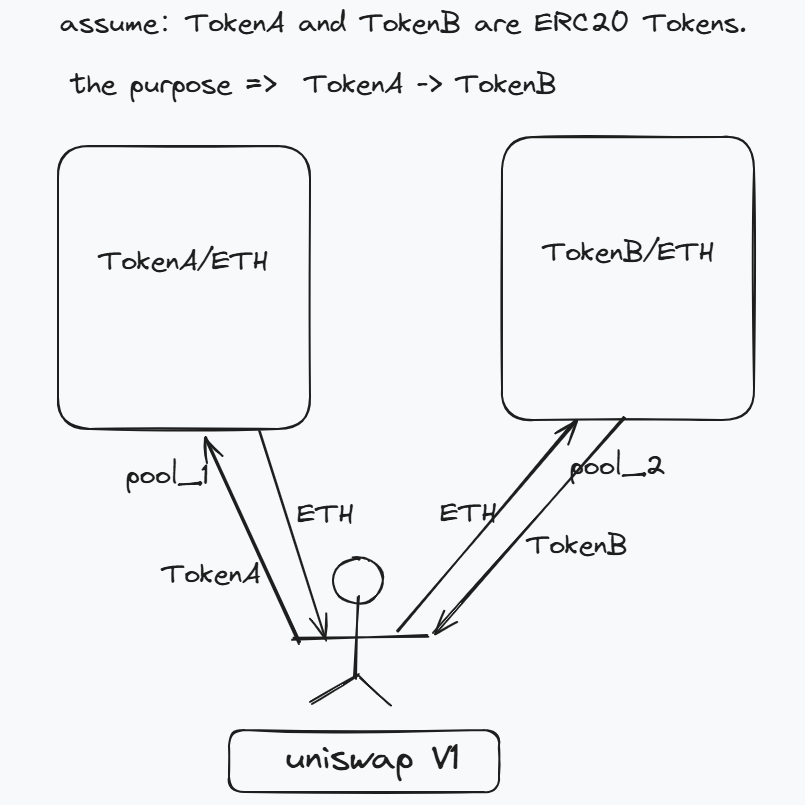 assume: TokenA and TokenB are ERC20 Tokens.
the purpose => TokenA -> TokenB
TokenA/ETH
TokenB/ETH
pool_1
pool_2
ETH
ETH
TokenB
TokenA
uniswap V1